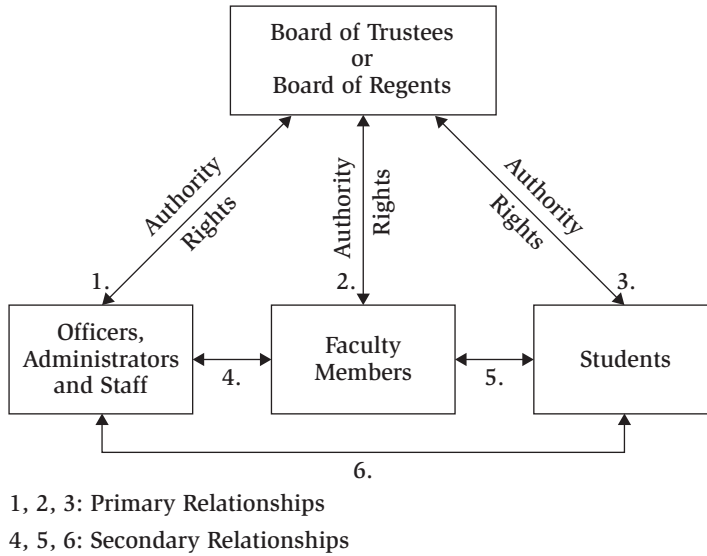 Board of Trustees
or
Board of Regents
Authority
Rights
Authority
Rights
Authority
Rights
1.
2.
3.
Officers,
Administrators
and Staff
Faculty
Members
Students
4.
5.
6.
1, 2, 3: Primary Relationships
4, 5, 6: Secondary Relationships